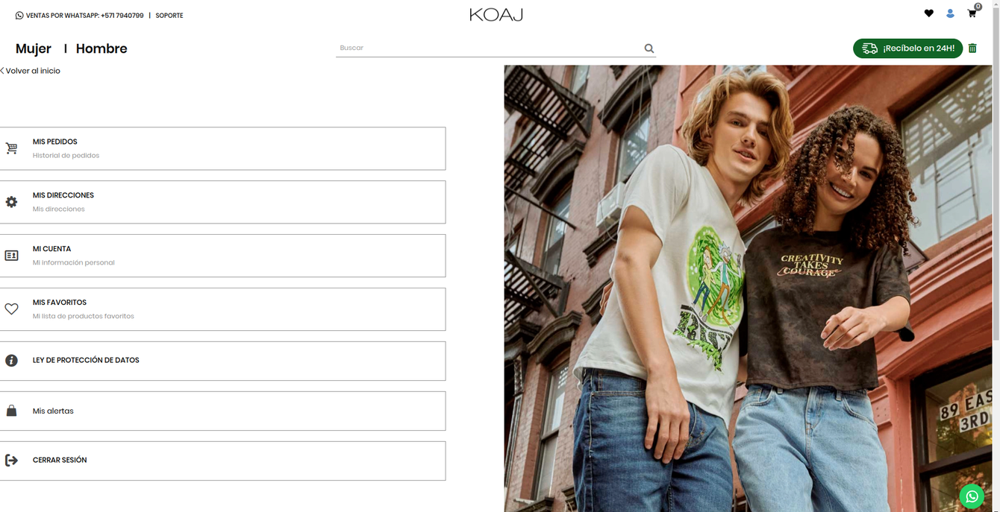 VENTAS POR WHATSAPP: +571 7940799 | SOPORTE
KOAJ
0
Mujer | Hombre
Buscar
¡Recíbelo en 24H!
Volver al inicio
MIS PEDIDOS
Historial de pedidos
MIS DIRECCIONES
Mis direcciones
MI CUENTA
Mi información personal
MIS FAVORITOS
Mi lista de productos favoritos
LEY DE PROTECCIÓN DE DATOS
Mis alertas
CERRAR SESIÓN
CREATIVITY
TAKES
COURAGE
89 EAS
3RD